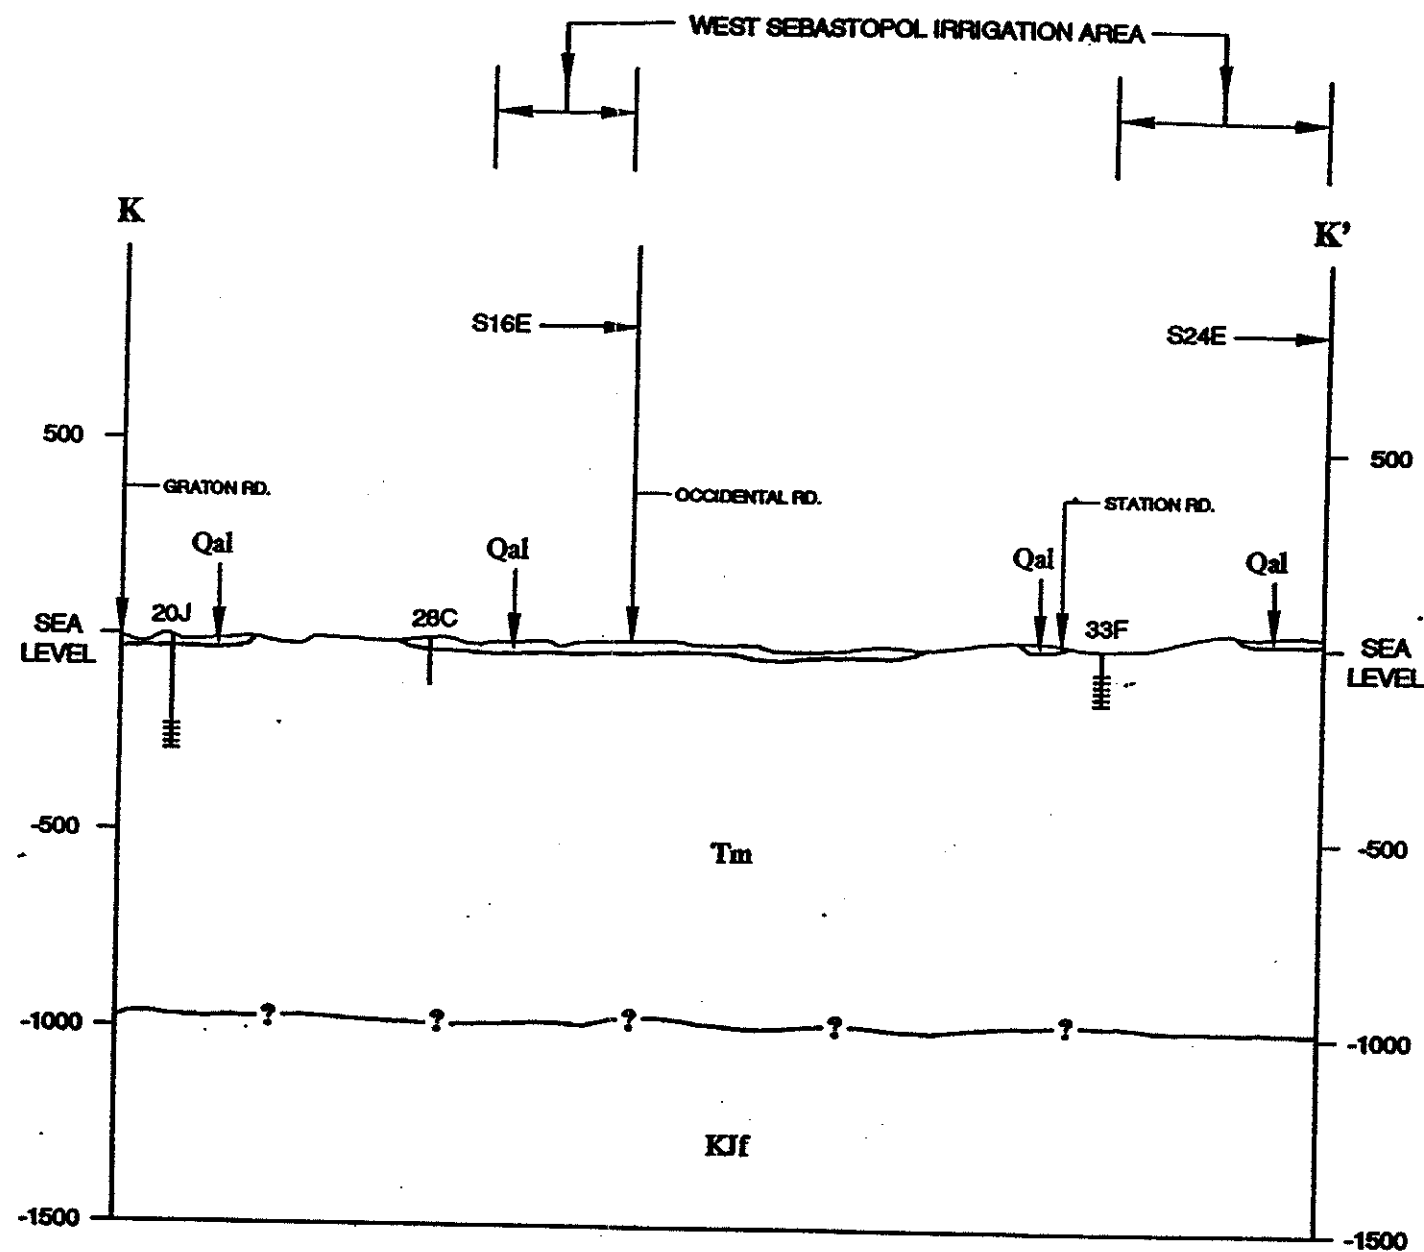 WEST SEBASTOPOL IRRIGATION AREA
K
K'
S16E
S24E
500
500
GRATON RD.
OCCIDENTAL RD.
STATION RD.
Qal
Qal
Qal
Qal
20J
28C
33F
SEA
LEVEL
SEA
LEVEL
-500
-500
Tm
-1000
?
?
?
?
?
-1000
KJf
-1500
-1500